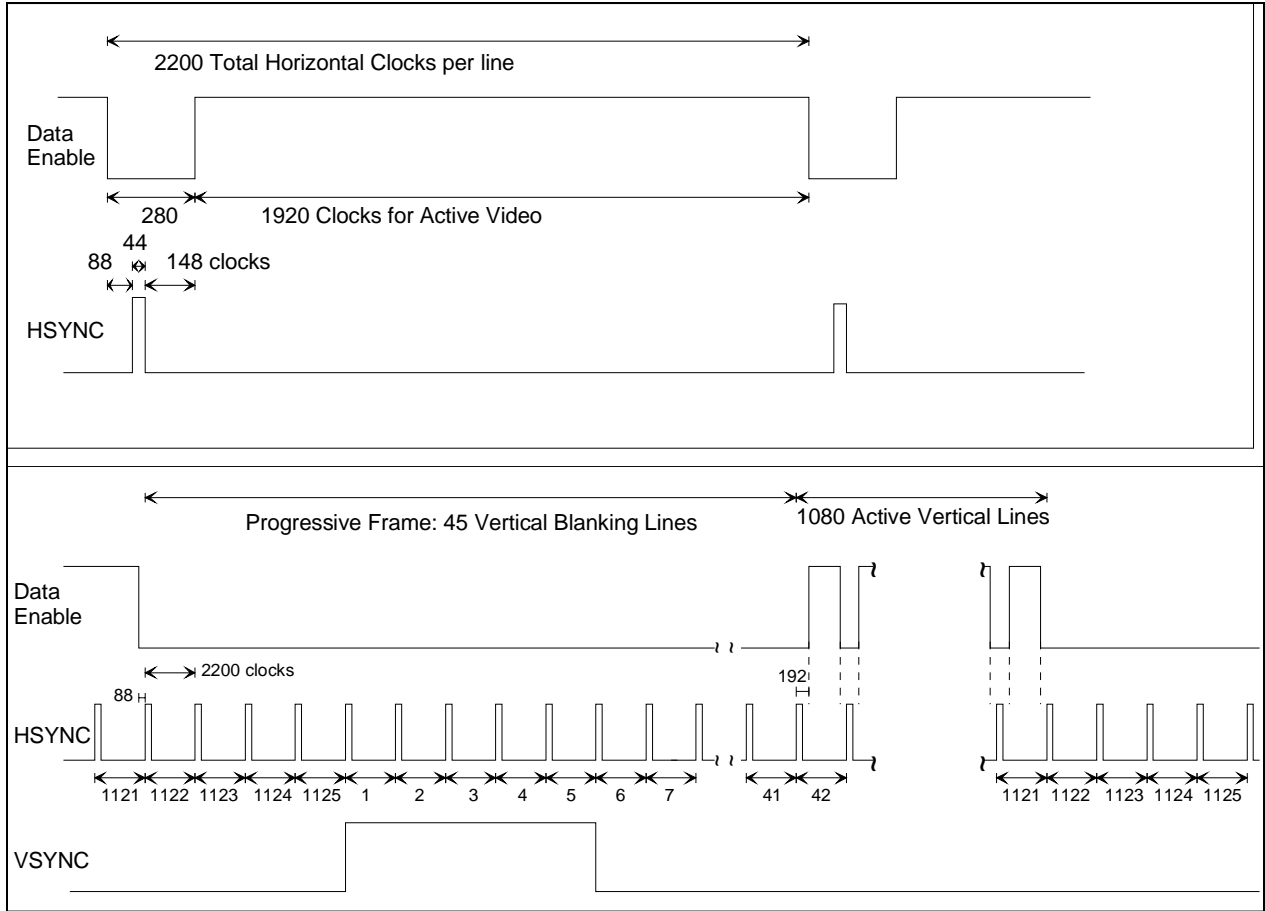 2200 Total Horizontal Clocks per line
Data
Enable
280
1920 Clocks for Active Video
44
88
148 clocks
HSYNC
Progressive Frame: 45 Vertical Blanking Lines
1080 Active Vertical Lines
Data
Enable
2200 clocks
88
192
HSYNC
1121 1122 1123 1124 1125 1 2 3 4 5 6 7 41 42 1121 1122 1123 1124 1125
VSYNC